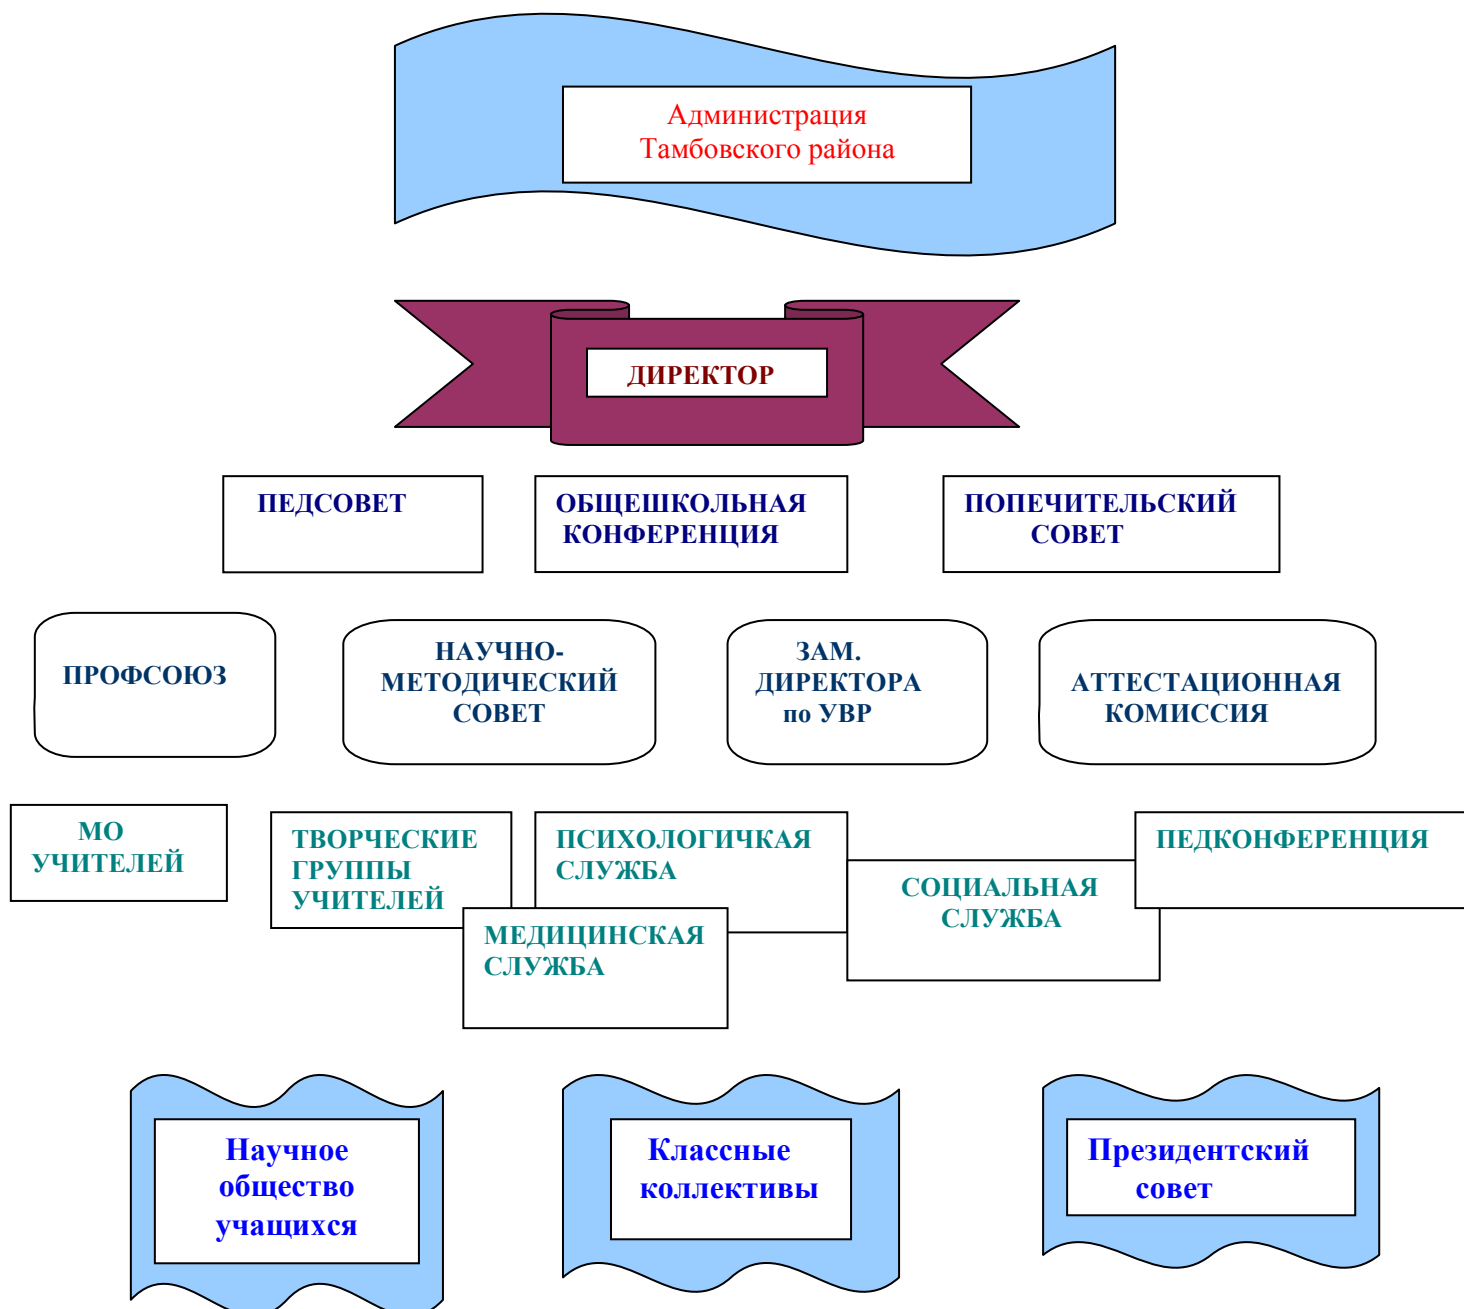 Администрация
Тамбовского района
ДИРЕКТОР
ПЕДСОВЕТ
ОБЩЕШКОЛЬНАЯ
КОНФЕРЕНЦИЯ
ПОПЕЧИТЕЛЬСКИЙ
СОВЕТ
ПРОФСОЮЗ
НАУЧНО-
МЕТОДИЧЕСКИЙ
СОВЕТ
ЗАМ.
ДИРЕКТОРА
по УВР
АТТЕСТАЦИОННАЯ
КОМИССИЯ
МО
УЧИТЕЛЕЙ
ТВОРЧЕСКИЕ
ГРУППЫ
УЧИТЕЛЕЙ
ПСИХОЛОГИЧКАЯ
СЛУЖБА
МЕДИЦИНСКАЯ
СЛУЖБА
СОЦИАЛЬНАЯ
СЛУЖБА
ПЕДКОНФЕРЕНЦИЯ
Научное
общество
учащихся
Классные
коллективы
Президентский
совет